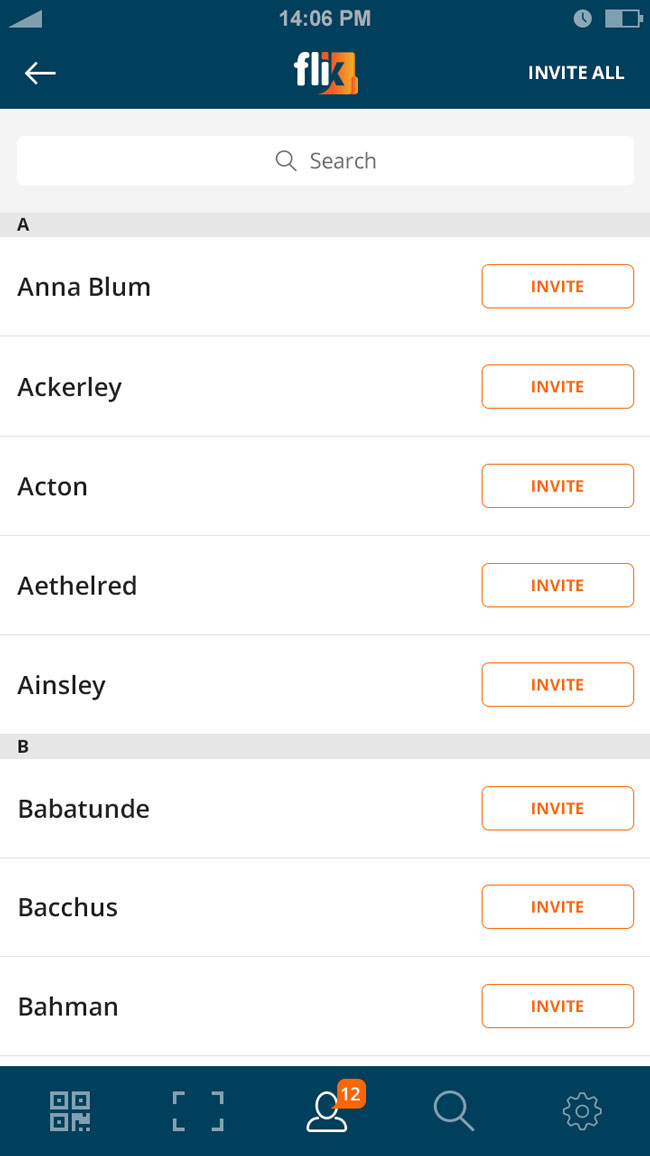 14:06 PM
flik
INVITE ALL
Search
A
Anna Blum INVITE
Ackerley INVITE
Acton INVITE
Aethelred INVITE
Ainsley INVITE
B
Babatunde INVITE
Bacchus INVITE
Bahman INVITE
12